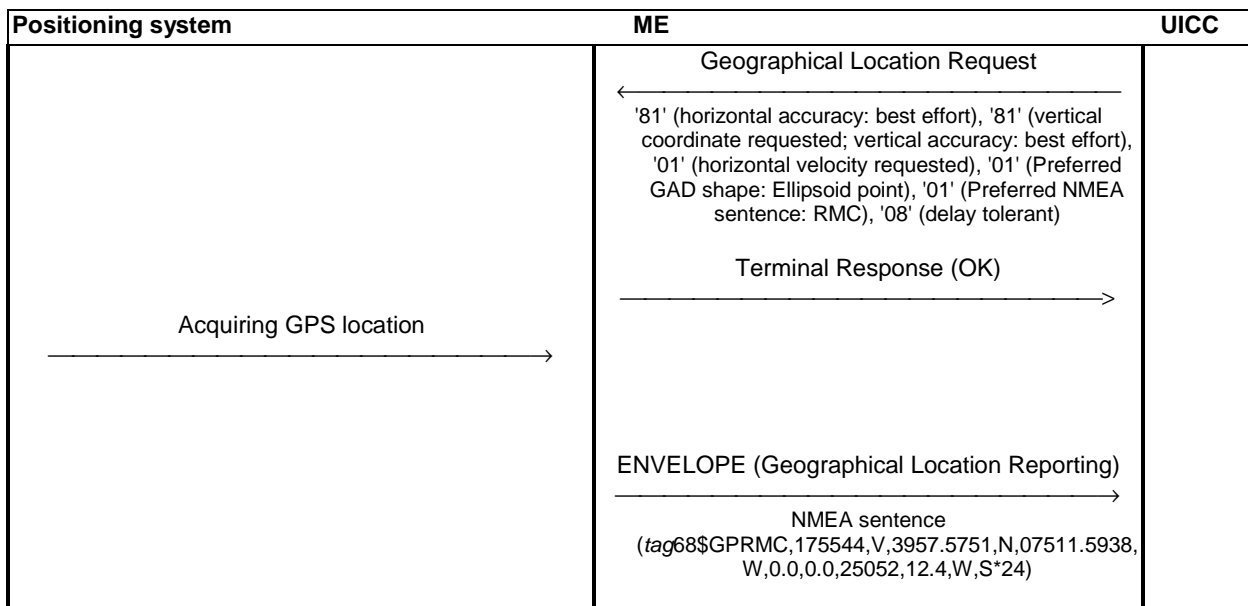 Positioning system ME UICC
Geographical Location Request
'81' (horizontal accuracy: best effort), '81' (vertical
coordinate requested; vertical accuracy: best effort),
'01' (horizontal velocity requested), '01' (Preferred
GAD shape: Ellipsoid point), '01' (Preferred NMEA
sentence: RMC), '08' (delay tolerant)
Terminal Response (OK)
Acquiring GPS location
ENVELOPE (Geographical Location Reporting)
NMEA sentence
(tag68$GPRMC,175544,V,3957.5751,N,07511.5938,
W,0.0,0.0,25052,12.4,W,S*24)